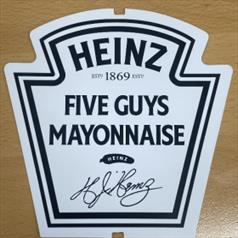 HEINZ
ESTD 1869 ESTD
FIVE GUYS
MAYONNAISE
HEINZ
H J Heinz